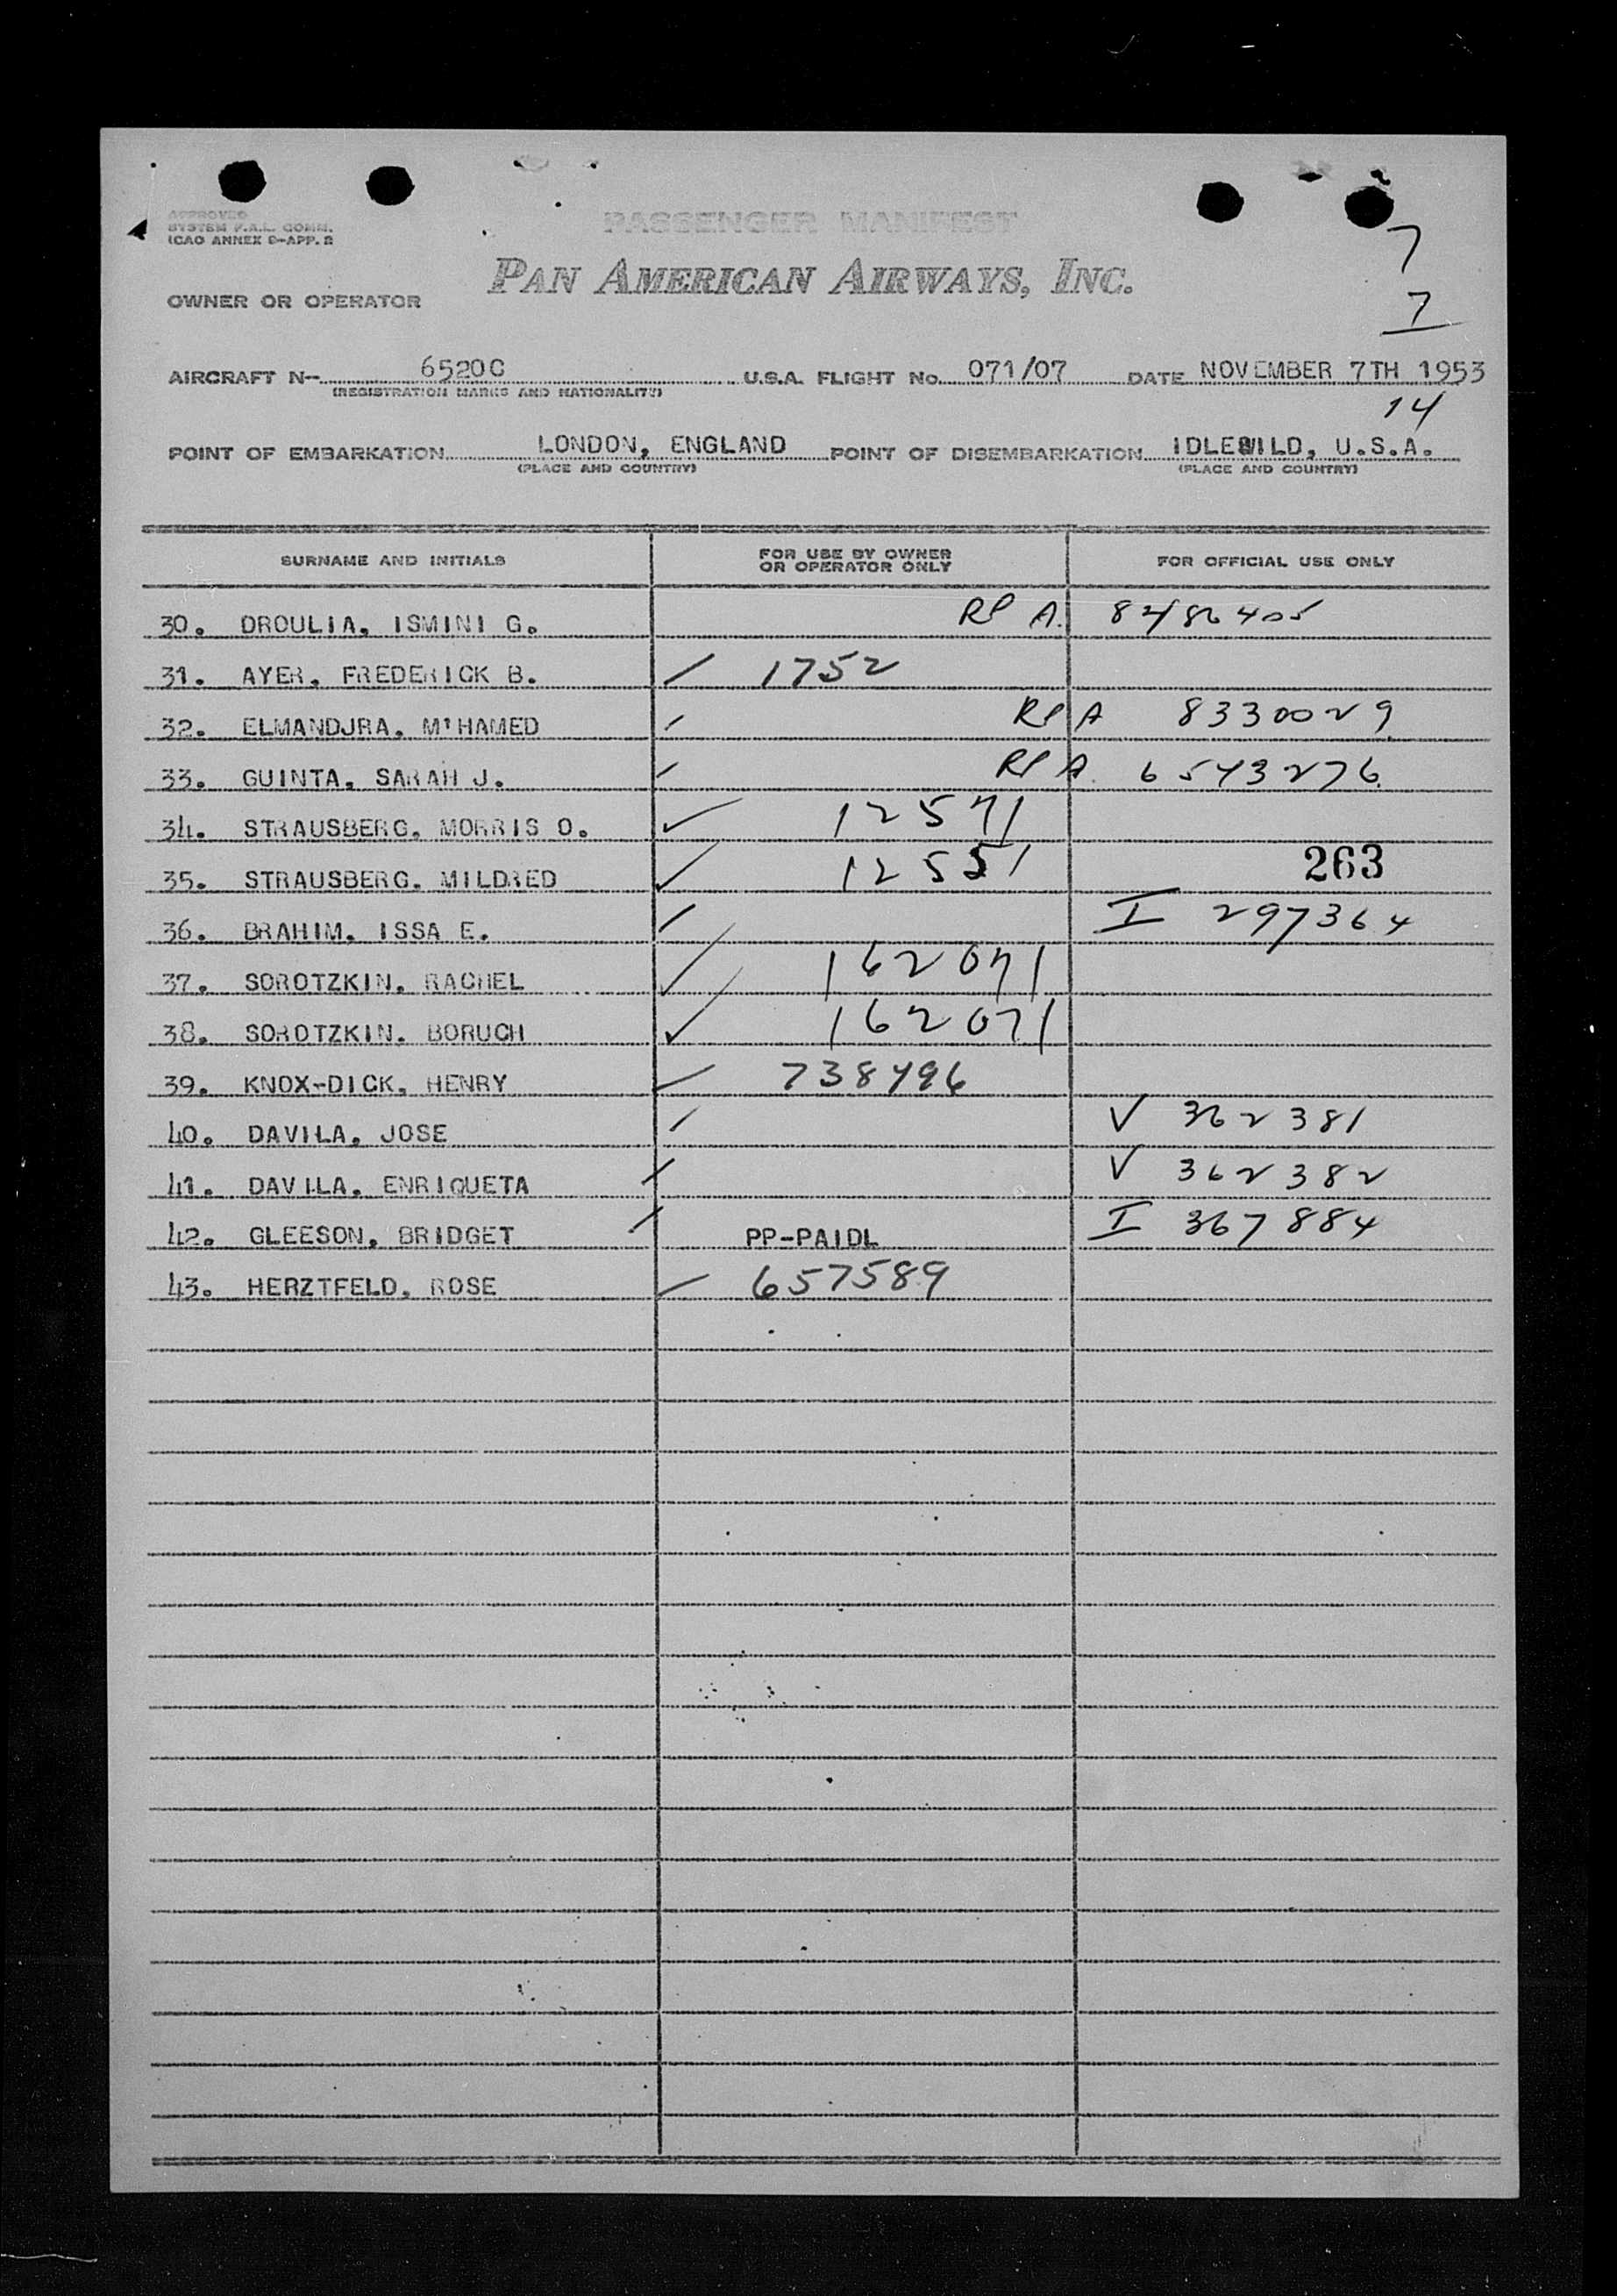 APPROVED
SYSTEM F.A.L. COMM.
ICAO ANNEX 9-APP. 2
PASSENGER MANIFEST
7
PAN AMERICAN AIRWAYS, INC.
OWNER OR OPERATOR
7
AIRCRAFT N- 6520C U.S.A. FLIGHT No. 071/07 DATE NOVEMBER 7TH 1953
(REGISTRATION MARKS AND NATIONALITY)
14
POINT OF EMBARKATION LONDON, ENGLAND POINT OF DISEMBARKATION IDLEWILD, U.S.A.
(PLACE AND COUNTRY) (PLACE AND COUNTRY)
SURNAME AND INITIALS FOR USE BY OWNER OR OPERATOR ONLY FOR OFFICIAL USE ONLY
30. DROULIA, ISMINI G. RP A.
31. AYER, FREDERICK B. 1752
32. ELMANDJRA, M'HAMED RP A 8330029
33. GUINTA, SARAH J. RP A. 6543276
34. STRAUSBERG, MORRIS O. 12541
35. STRAUSBERG, MILDRED 12551 263
36. BRAHIM, ISSA E. I 297364
37. SOROTZKIN, RACHEL 162041
38. SOROTZKIN, BORUCH 162071
39. KNOX-DICK, HENRY 738496
40. DAVILA, JOSE V 362381
41. DAVILA, ENRIQUETA V 362382
42. GLEESON, BRIDGET PP-PAIDL I 367884
43. HERZTFELD, ROSE 657589